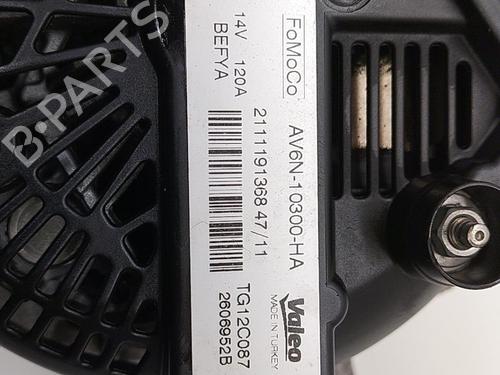 FoMoCo
AV6N-10300-HA
Valeo
MADE IN TURKEY
14V 120A
BEFYA
2111191368 47/11
TG12C087
2606952B
B-PARTS